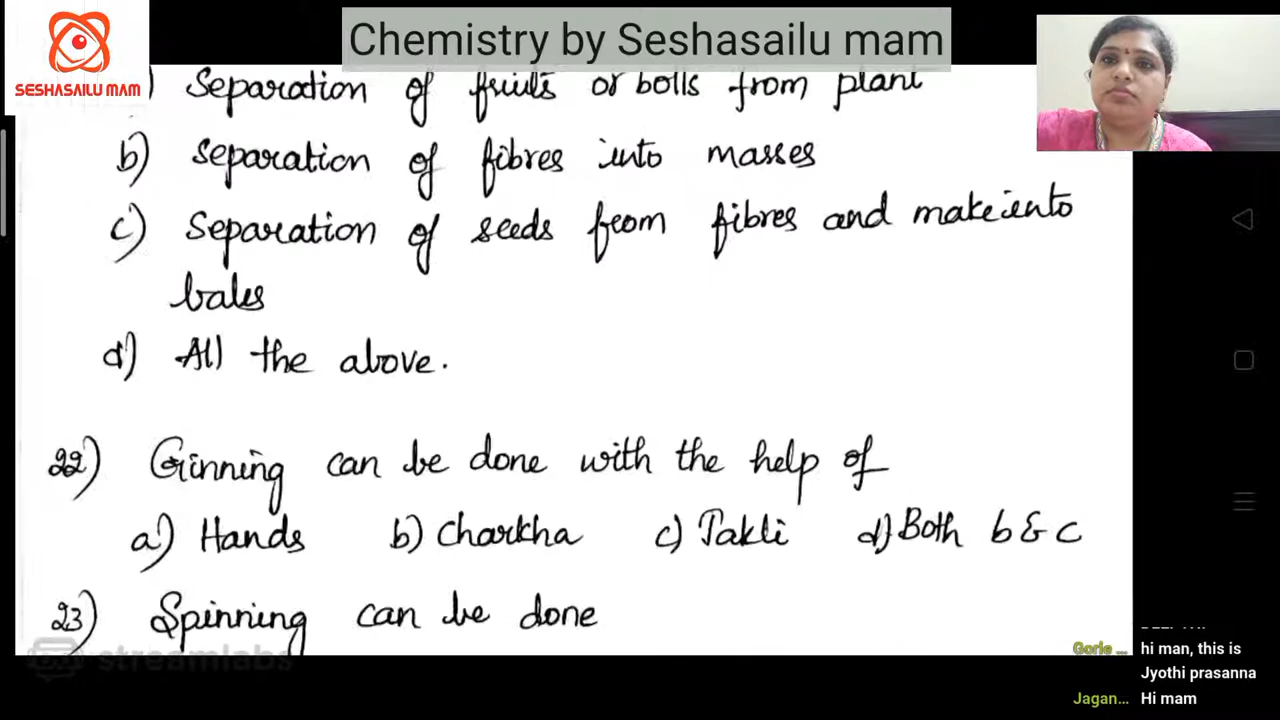 Chemistry by Seshasailu mam
SESHASAILU MAM
) Separation of fruits or bolls from plant
b) Separation of fibres into masses
c) Separation of seeds from fibres and make into
bales
d) All the above.
22) Ginning can be done with the help of
a) Hands b) Charkha c) Takli d) Both b & c
23) Spinning can be done
streamlabs
Gorle ... hi man, this is
Jyothi prasanna
Jagan... Hi mam